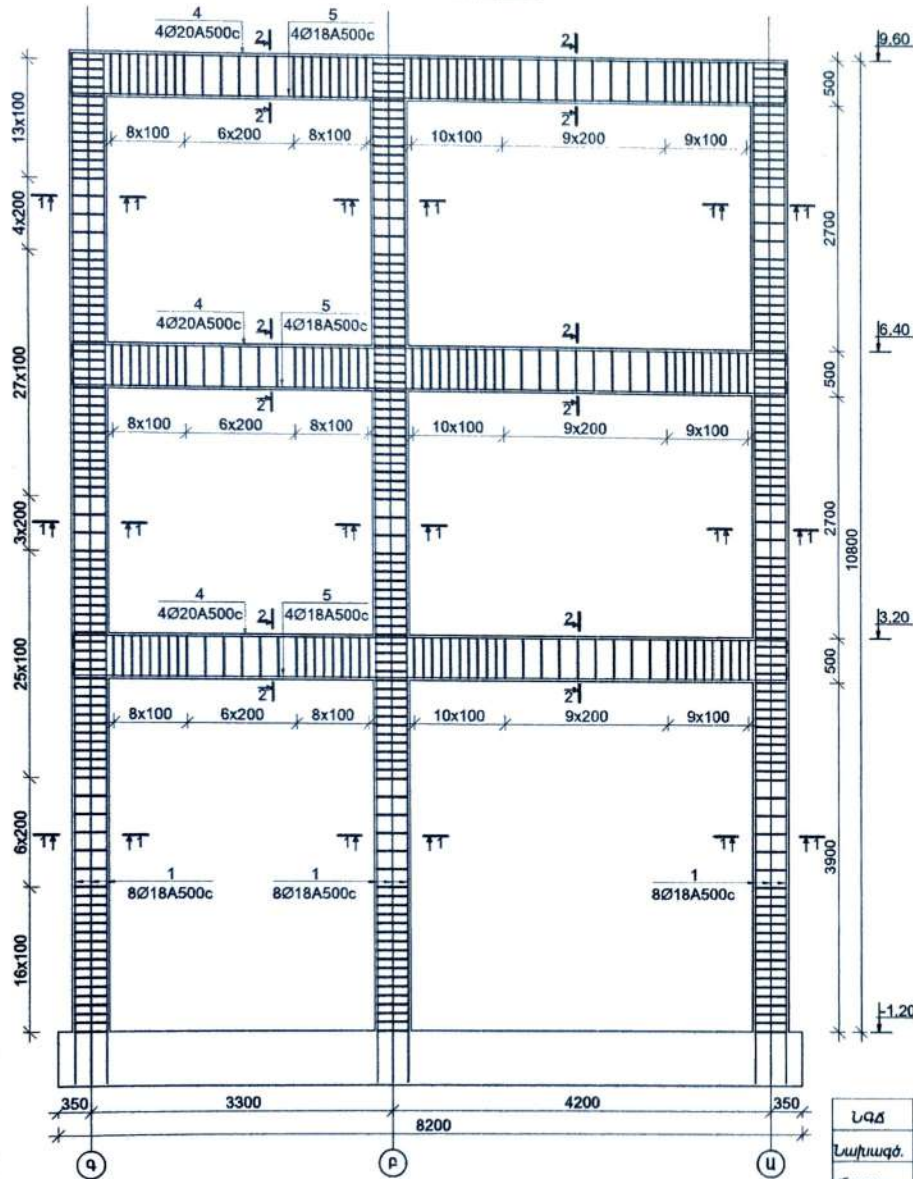 4
4Ø20A500c
5
4Ø18A500c
2
2
9.60
8x100
6x200
8x100
10x100
9x200
9x100
2
2
500
13x100
4x200
1
1
1
1
1
1
2700
4
4Ø20A500c
5
4Ø18A500c
2
2
6.40
8x100
6x200
8x100
10x100
9x200
9x100
2
2
500
27x100
3x200
1
1
1
1
1
1
2700
10800
4
4Ø20A500c
5
4Ø18A500c
2
2
3.20
8x100
6x200
8x100
10x100
9x200
9x100
2
2
500
25x100
6x200
1
1
1
1
1
1
3900
1
8Ø18A500c
1
8Ø18A500c
1
8Ø18A500c
16x100
-1.20
350
3300
4200
350
8200
Գ
Բ
Ա
ՆԳՃ
Նախագծ.